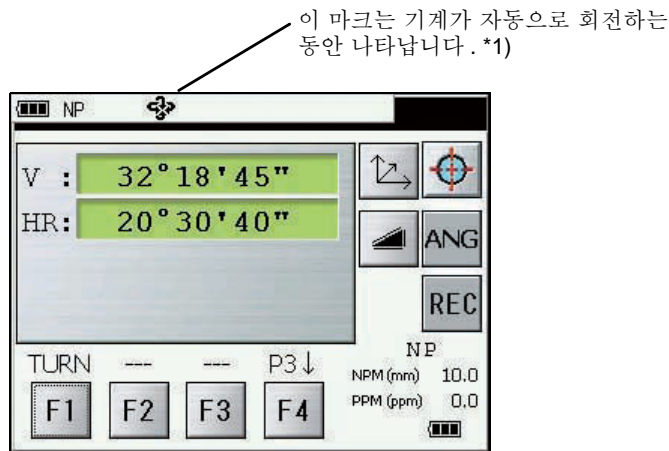 이 마크는 기계가 자동으로 회전하는
동안 나타납니다 . *1)
NP
V : 32°18'45"
HR: 20°30'40"
ANG
REC
TURN --- --- P3↓
F1 F2 F3 F4
NP
NPM (mm) 10.0
PPM (ppm) 0.0